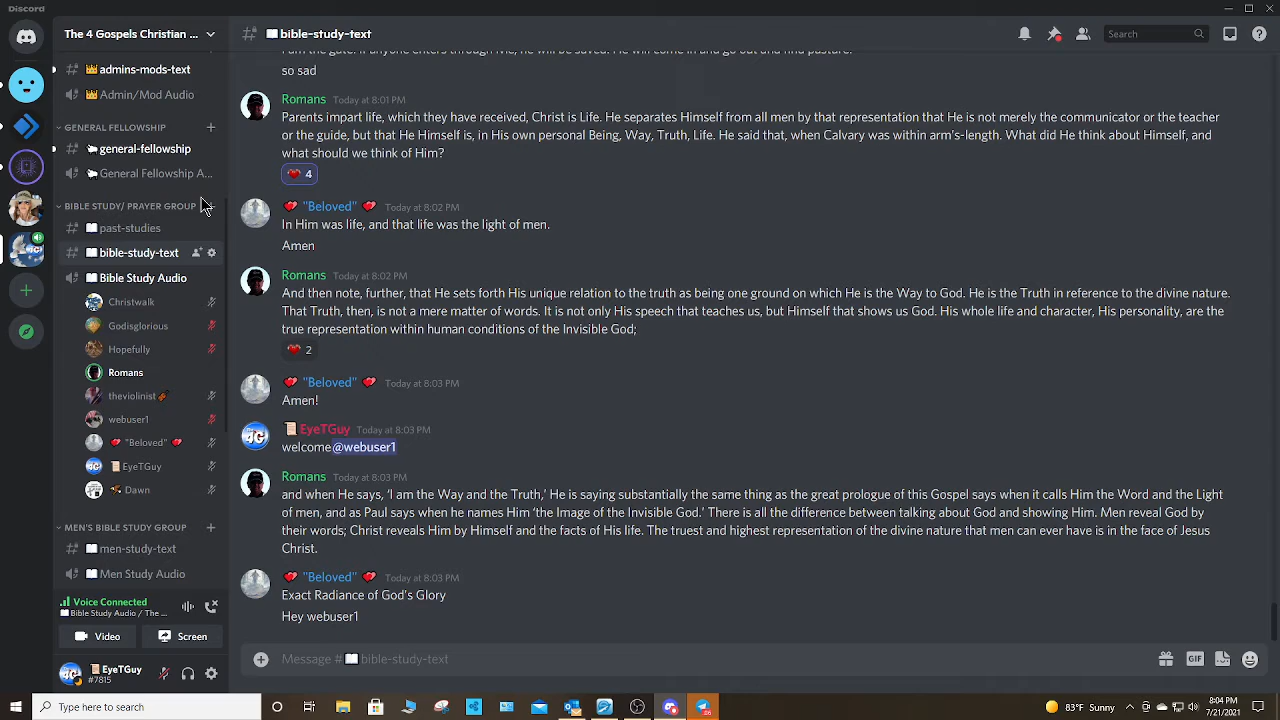 Discord
The 4 Corners Christian ...
bible-study-text
Search
admins-mods-text
Admin/Mod Audio
GENERAL FELLOWSHIP
general-fellowship
General Fellowship A...
BIBLE STUDY/ PRAYER GROUP
past-studies
bible-study-text
Bible Study Audio
Christwalk
Godisglorious
Hopefully
Romans
theviolinist
webuser1
"Beloved"
EyeTGuy
Dawn
MEN'S BIBLE STUDY GROUP
men-study-text
Men Study Audio
Voice Connected
Bible Study Audio / The ...
Video
Screen
EyeTGuy
#7815
I am the gate. If anyone enters through Me, he will be saved. He will come in and go out and find pasture.
so sad
Romans Today at 8:01 PM
Parents impart life, which they have received, Christ is Life. He separates Himself from all men by that representation that He is not merely the communicator or the teacher
or the guide, but that He Himself is, in His own personal Being, Way, Truth, Life. He said that, when Calvary was within arm's-length. What did He think about Himself, and
what should we think of Him?
4
"Beloved" Today at 8:02 PM
In Him was life, and that life was the light of men.
Amen
Romans Today at 8:02 PM
And then note, further, that He sets forth His unique relation to the truth as being one ground on which He is the Way to God. He is the Truth in reference to the divine nature.
That Truth, then, is not a mere matter of words. It is not only His speech that teaches us, but Himself that shows us God. His whole life and character, His personality, are the
true representation within human conditions of the Invisible God;
2
"Beloved" Today at 8:03 PM
Amen!
EyeTGuy Today at 8:03 PM
welcome @webuser1
Romans Today at 8:03 PM
and when He says, ‘I am the Way and the Truth,’ He is saying substantially the same thing as the great prologue of this Gospel says when it calls Him the Word and the Light
of men, and as Paul says when he names Him ‘the Image of the Invisible God.’ There is all the difference between talking about God and showing Him. Men reveal God by
their words; Christ reveals Him by Himself and the facts of His life. The truest and highest representation of the divine nature that men can ever have is in the face of Jesus
Christ.
"Beloved" Today at 8:03 PM
Exact Radiance of God's Glory
Hey webuser1
Message # bible-study-text
GIF
Type here to search
83°F Sunny
8:04 PM
7/21/2021